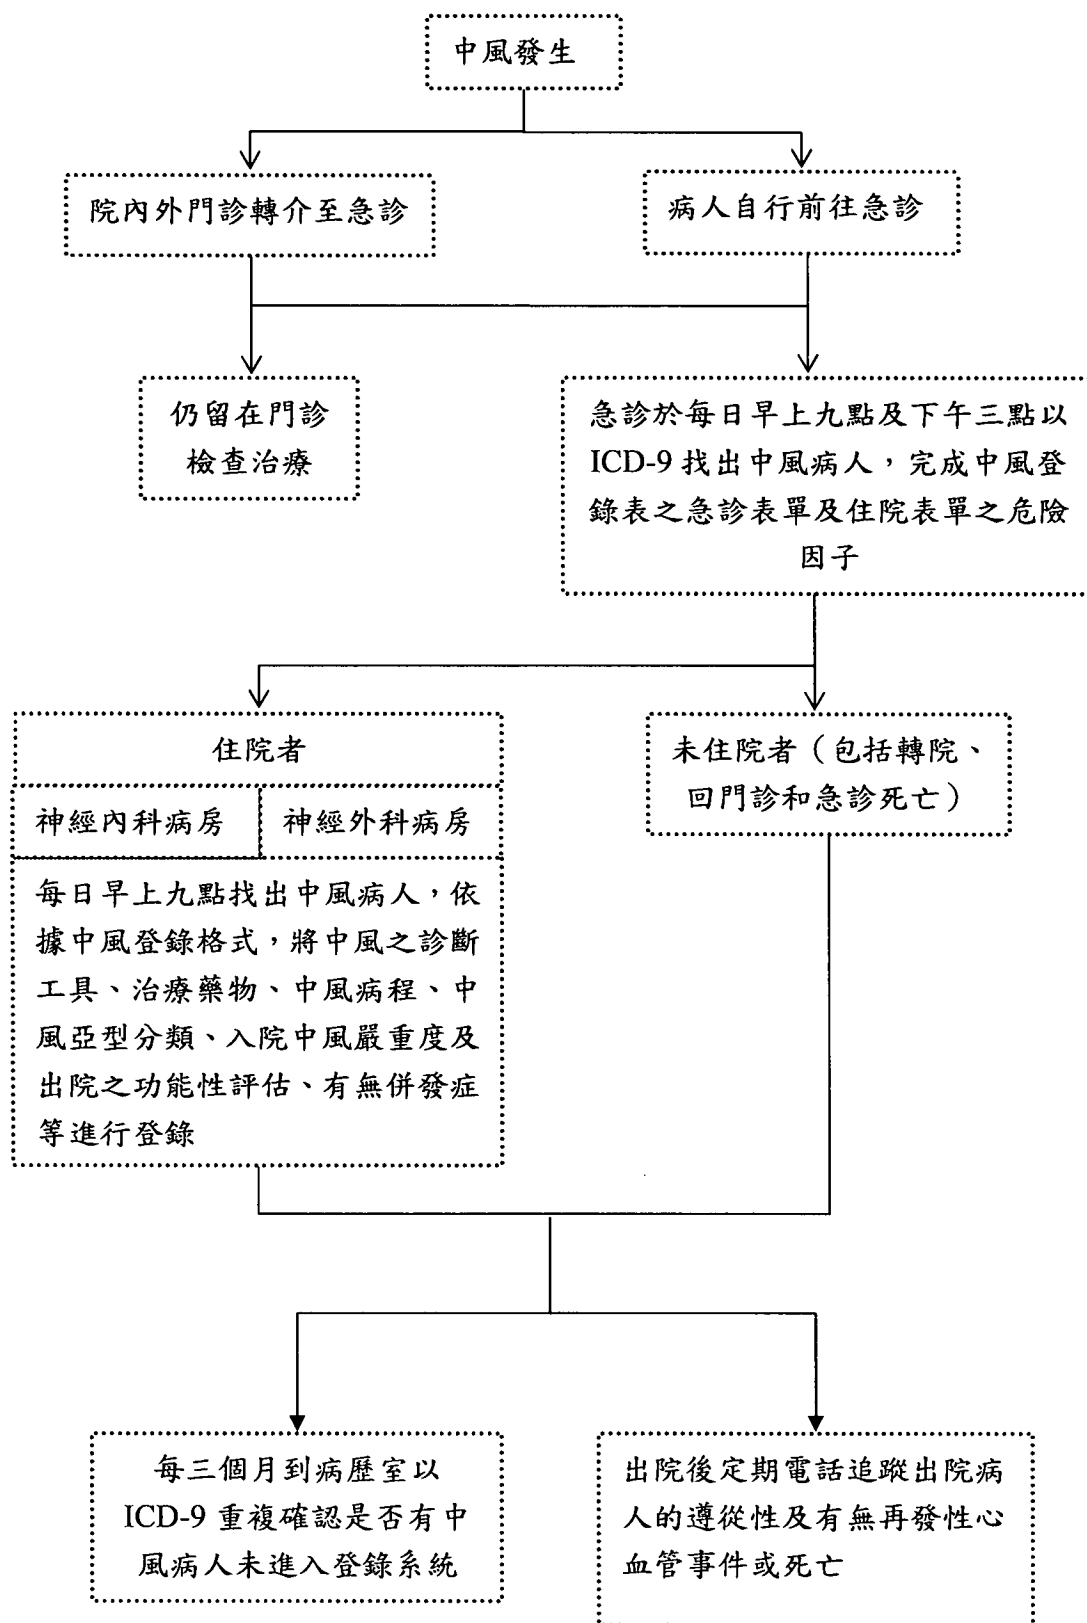 中風發生
院內外門診轉介至急診
病人自行前往急診
仍留在門診
檢查治療
急診於每日早上九點及下午三點以
ICD-9 找出中風病人，完成中風登
錄表之急診表單及住院表單之危險
因子
住院者
神經內科病房
神經外科病房
每日早上九點找出中風病人，依
據中風登錄格式，將中風之診斷
工具、治療藥物、中風病程、中
風亞型分類、入院中風嚴重度及
出院之功能性評估、有無併發症
等進行登錄
未住院者（包括轉院、
回門診和急診死亡）
每三個月到病歷室以
ICD-9 重複確認是否有中
風病人未進入登錄系統
出院後定期電話追蹤出院病
人的遵從性及有無再發性心
血管事件或死亡